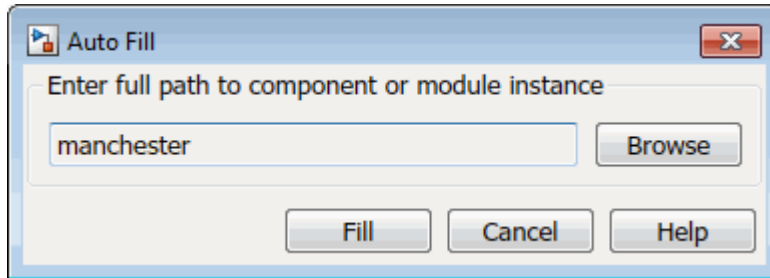 Auto Fill
Enter full path to component or module instance
manchester
Browse
Fill Cancel Help